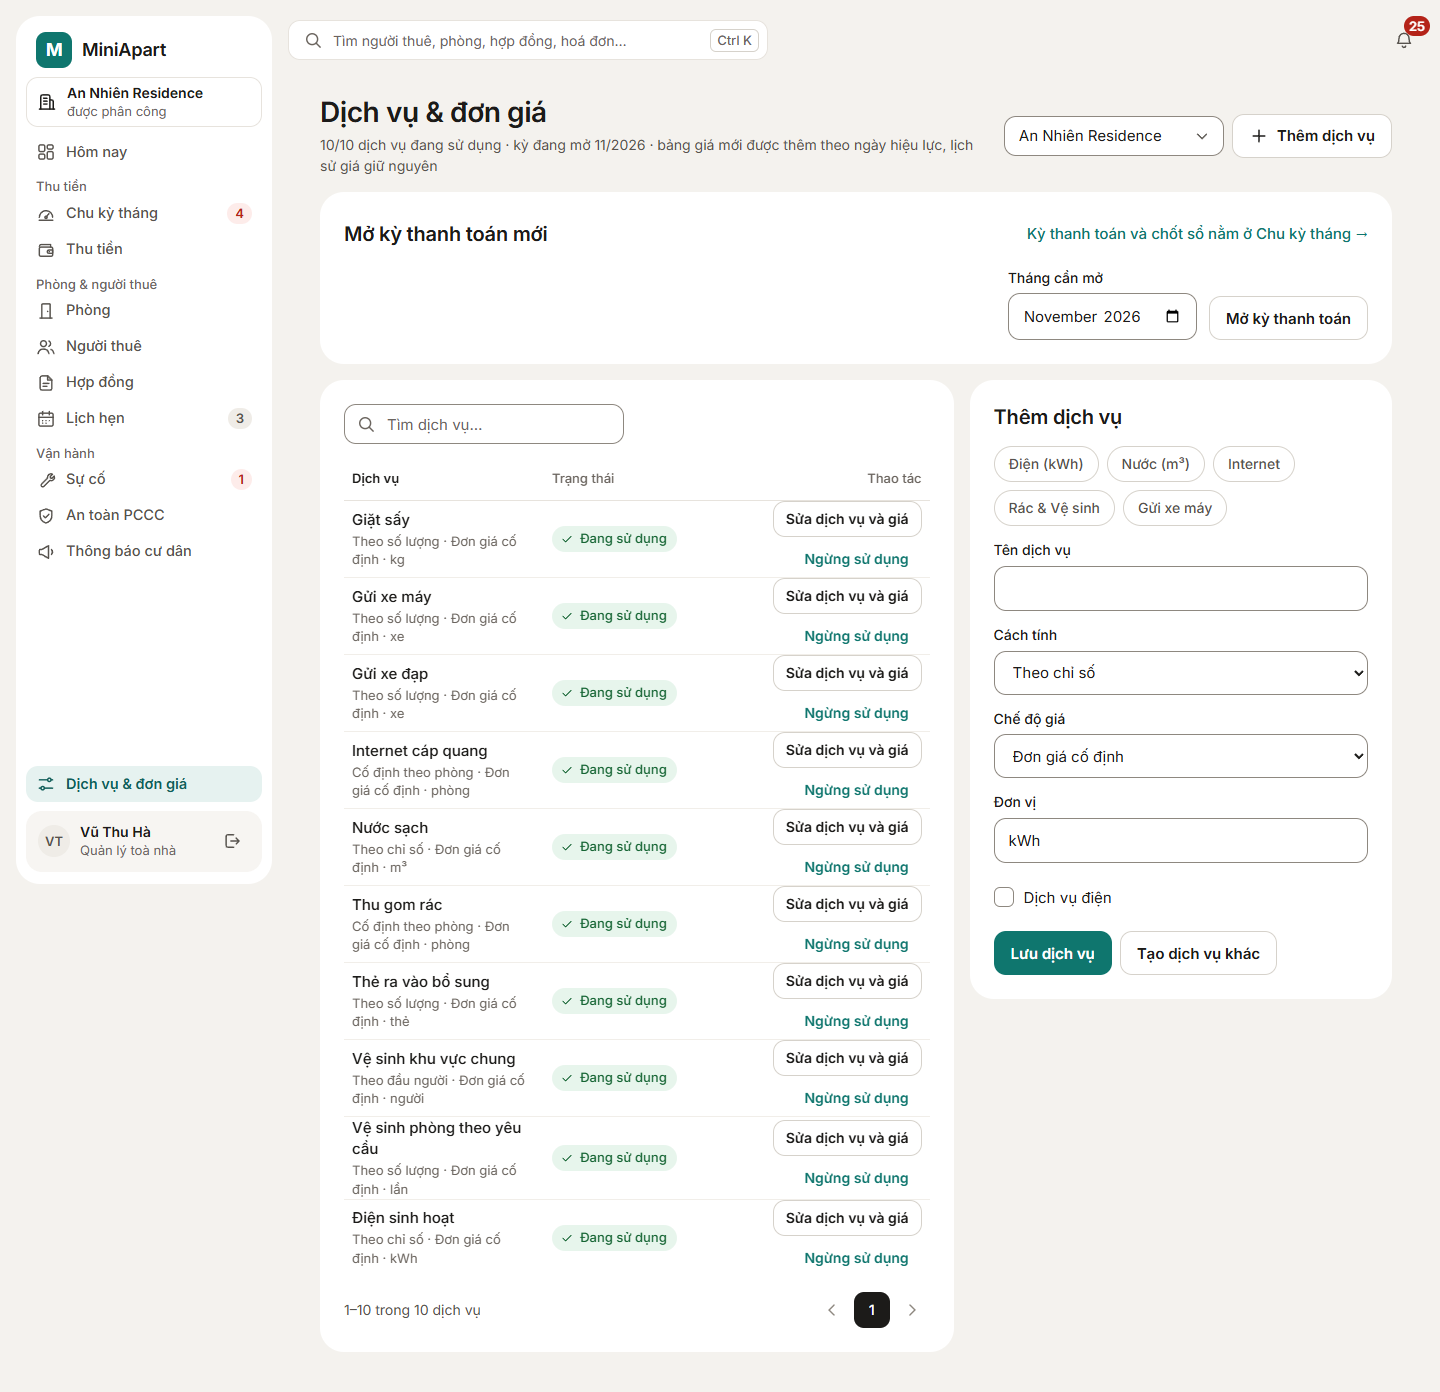 M MiniApart
An Nhiên Residence
được phân công
Hôm nay
Thu tiền
Chu kỳ tháng 4
Thu tiền
Phòng & người thuê
Phòng
Người thuê
Hợp đồng
Lịch hẹn 3
Vận hành
Sự cố 1
An toàn PCCC
Thông báo cư dân
Dịch vụ & đơn giá
VT
Vũ Thu Hà
Quản lý toà nhà
Tìm người thuê, phòng, hợp đồng, hoá đơn... Ctrl K
25
Dịch vụ & đơn giá
10/10 dịch vụ đang sử dụng · kỳ đang mở 11/2026 · bảng giá mới được thêm theo ngày hiệu lực, lịch
sử giá giữ nguyên
An Nhiên Residence
Thêm dịch vụ
Mở kỳ thanh toán mới
Kỳ thanh toán và chốt sổ nằm ở Chu kỳ tháng →
Tháng cần mở
November 2026
Mở kỳ thanh toán
Tìm dịch vụ...
Dịch vụ Trạng thái Thao tác
Giặt sấy
Theo số lượng · Đơn giá cố
định · kg
Đang sử dụng
Sửa dịch vụ và giá
Ngừng sử dụng
Gửi xe máy
Theo số lượng · Đơn giá cố
định · xe
Đang sử dụng
Sửa dịch vụ và giá
Ngừng sử dụng
Gửi xe đạp
Theo số lượng · Đơn giá cố
định · xe
Đang sử dụng
Sửa dịch vụ và giá
Ngừng sử dụng
Internet cáp quang
Cố định theo phòng · Đơn
giá cố định · phòng
Đang sử dụng
Sửa dịch vụ và giá
Ngừng sử dụng
Nước sạch
Theo chỉ số · Đơn giá cố
định · m³
Đang sử dụng
Sửa dịch vụ và giá
Ngừng sử dụng
Thu gom rác
Cố định theo phòng · Đơn
giá cố định · phòng
Đang sử dụng
Sửa dịch vụ và giá
Ngừng sử dụng
Thẻ ra vào bổ sung
Theo số lượng · Đơn giá cố
định · thẻ
Đang sử dụng
Sửa dịch vụ và giá
Ngừng sử dụng
Vệ sinh khu vực chung
Theo đầu người · Đơn giá cố
định · người
Đang sử dụng
Sửa dịch vụ và giá
Ngừng sử dụng
Vệ sinh phòng theo yêu
cầu
Theo số lượng · Đơn giá cố
định · lần
Đang sử dụng
Sửa dịch vụ và giá
Ngừng sử dụng
Điện sinh hoạt
Theo chỉ số · Đơn giá cố
định · kWh
Đang sử dụng
Sửa dịch vụ và giá
Ngừng sử dụng
1–10 trong 10 dịch vụ
1
Thêm dịch vụ
Điện (kWh) Nước (m³) Internet
Rác & Vệ sinh Gửi xe máy
Tên dịch vụ
Cách tính
Theo chỉ số
Chế độ giá
Đơn giá cố định
Đơn vị
kWh
Dịch vụ điện
Lưu dịch vụ Tạo dịch vụ khác